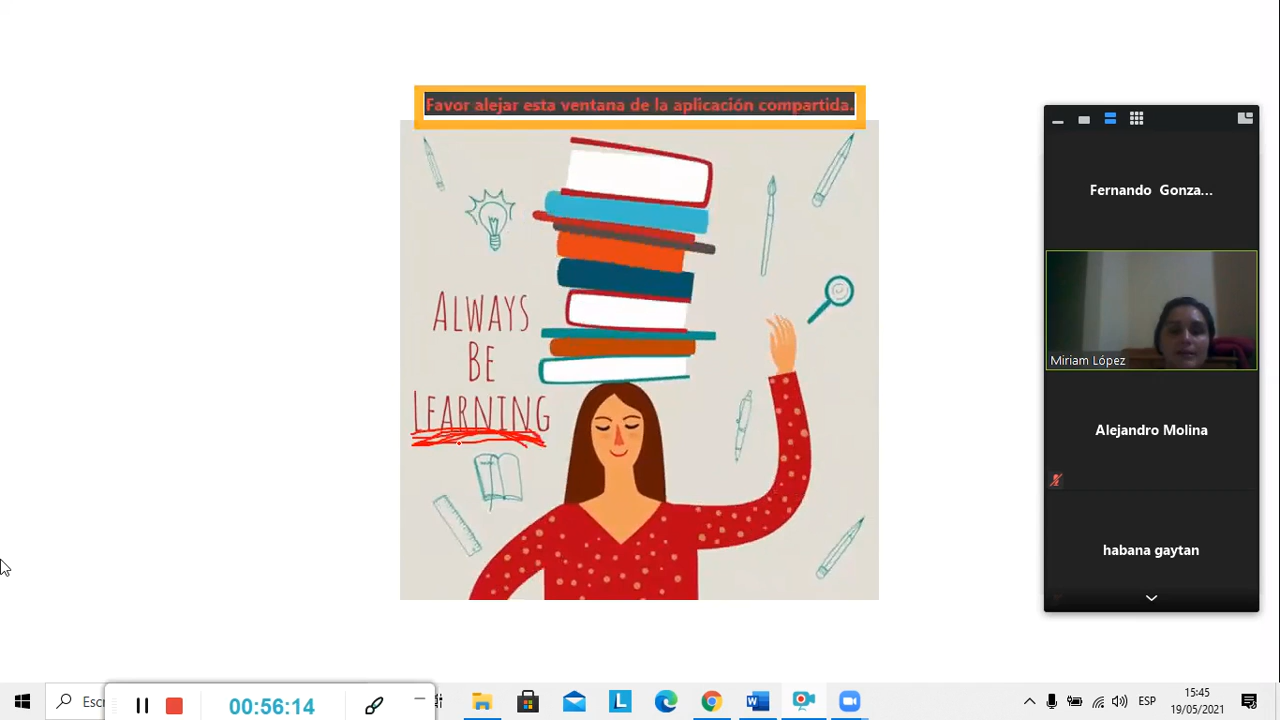 Favor alejar esta ventana de la aplicación compartida.
ALWAYS
BE
LEARNING
Fernando Gonza...
Miriam López
Alejandro Molina
habana gaytan
Esc
00:56:14
L
W
ESP
15:45
19/05/2021